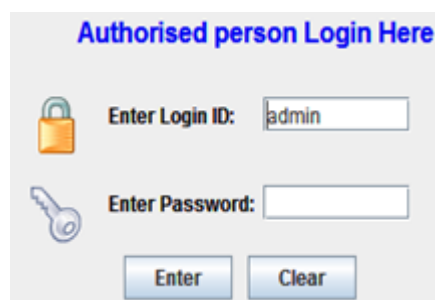 Authorised person Login Here
Enter Login ID: admin
Enter Password:
Enter Clear